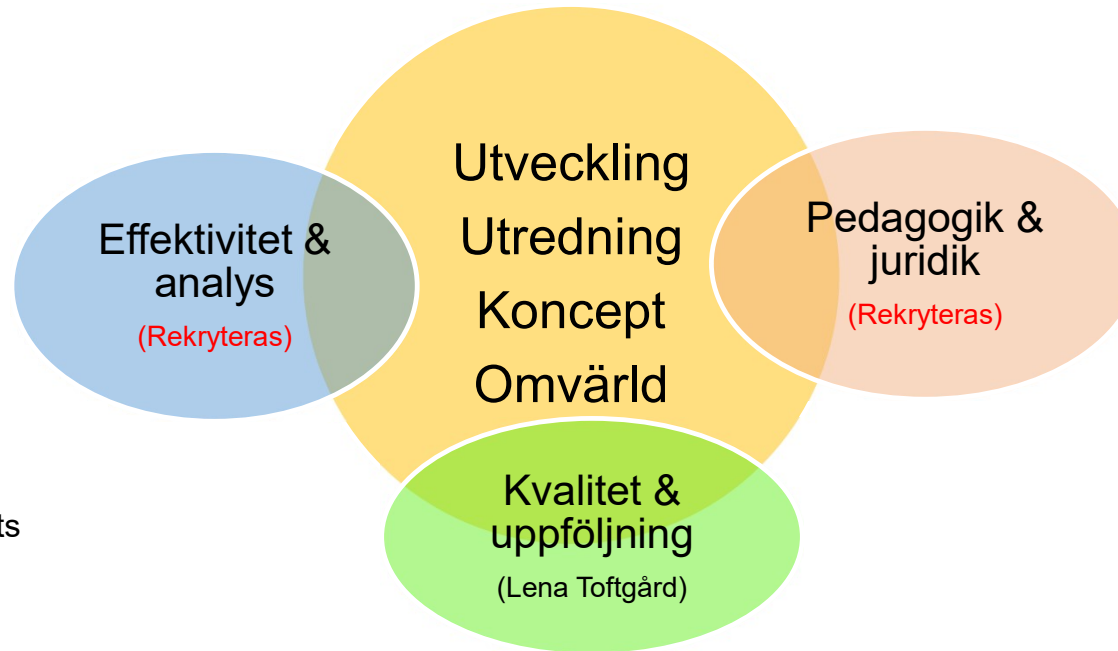 Utveckling
Utredning
Koncept
Omvärld
Effektivitet &
analys
(Rekryteras)
Pedagogik &
juridik
(Rekryteras)
Kvalitet &
uppföljning
(Lena Toftgård)
ts